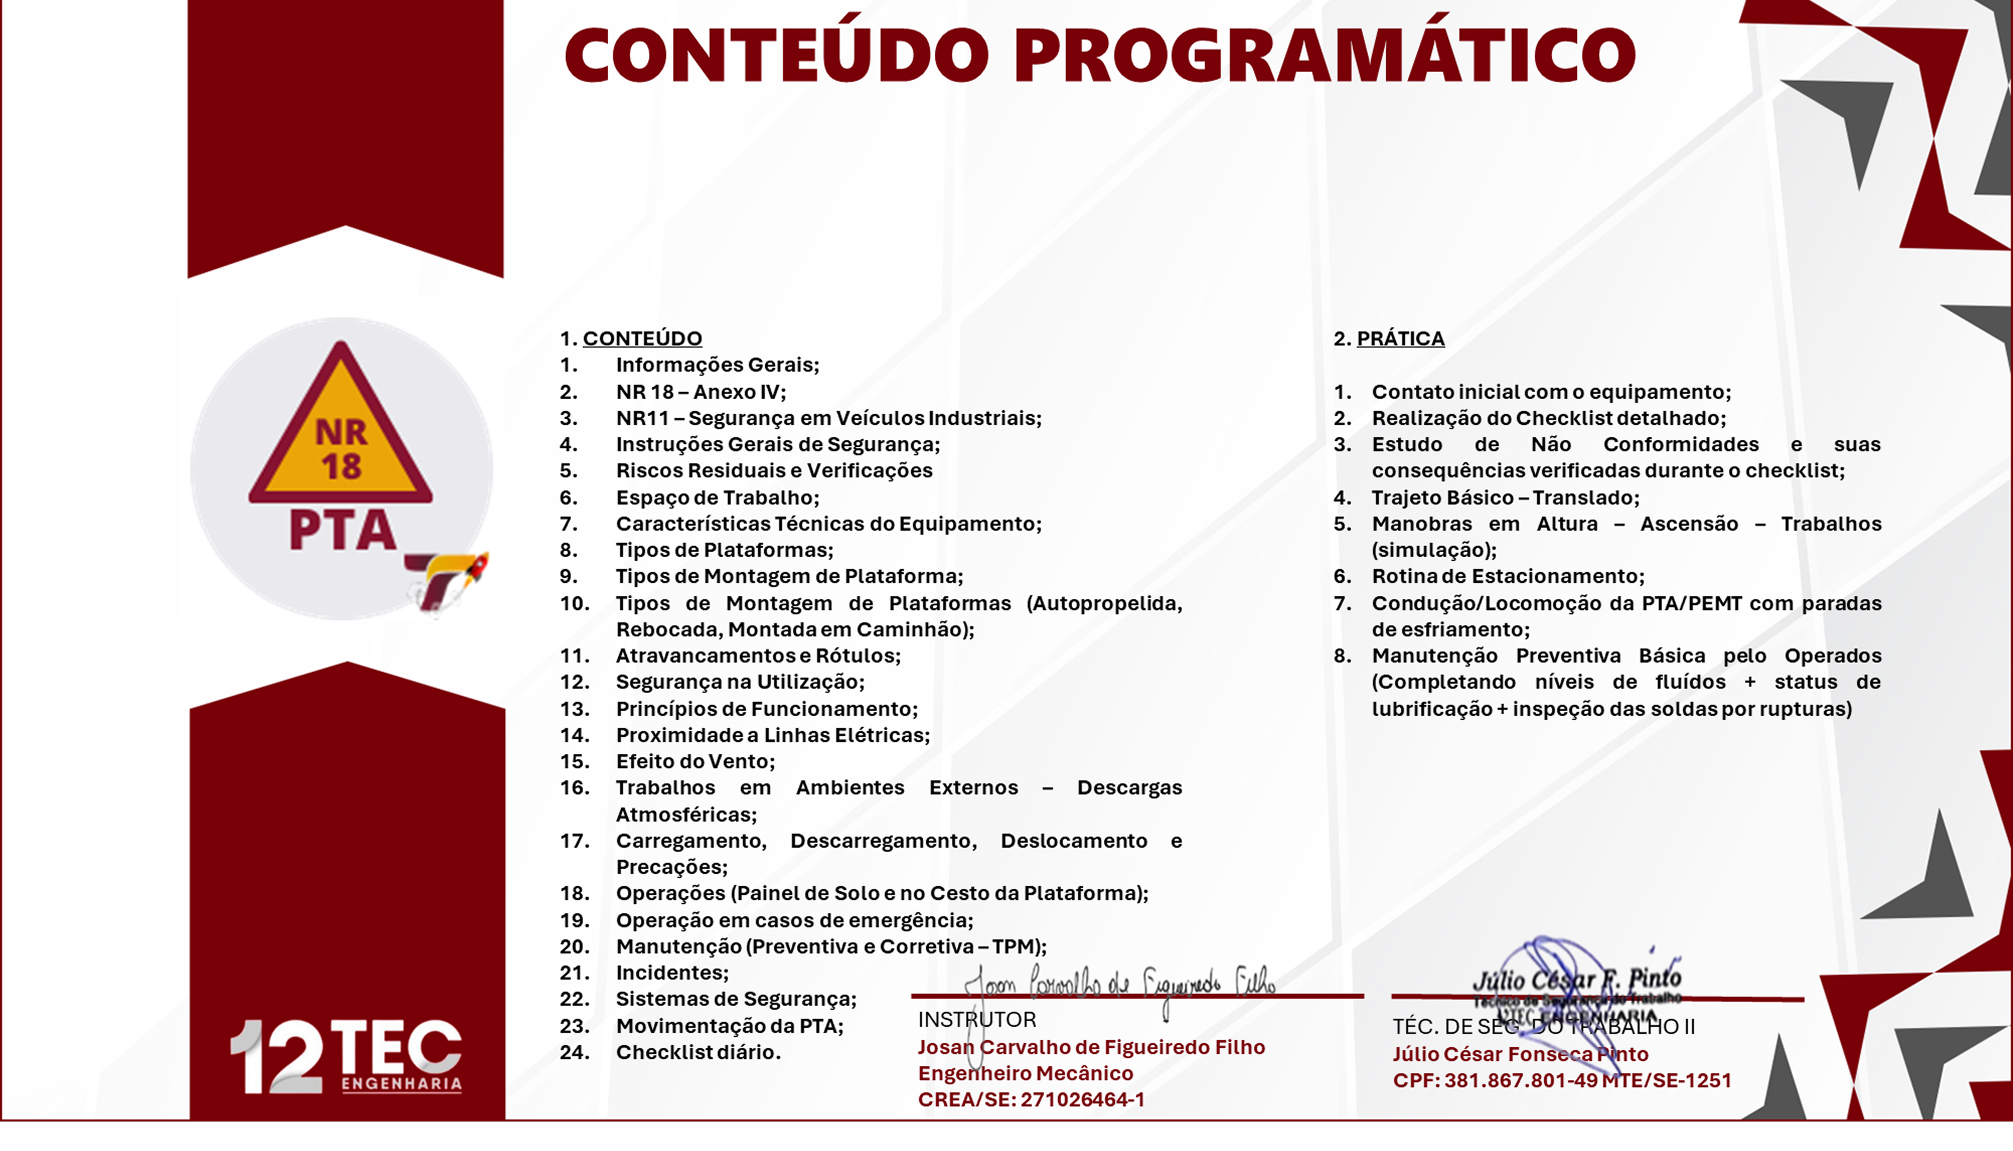 CONTEÚDO PROGRAMÁTICO
NR
18
PTA
1. CONTEÚDO
1. Informações Gerais;
2. NR 18 – Anexo IV;
3. NR11 – Segurança em Veículos Industriais;
4. Instruções Gerais de Segurança;
5. Riscos Residuais e Verificações
6. Espaço de Trabalho;
7. Características Técnicas do Equipamento;
8. Tipos de Plataformas;
9. Tipos de Montagem de Plataforma;
10. Tipos de Montagem de Plataformas (Autopropelida,
Rebocada, Montada em Caminhão);
11. Atravancamentos e Rótulos;
12. Segurança na Utilização;
13. Princípios de Funcionamento;
14. Proximidade a Linhas Elétricas;
15. Efeito do Vento;
16. Trabalhos em Ambientes Externos – Descargas
Atmosféricas;
17. Carregamento, Descarregamento, Deslocamento e
Precações;
18. Operações (Painel de Solo e no Cesto da Plataforma);
19. Operação em casos de emergência;
20. Manutenção (Preventiva e Corretiva – TPM);
21. Incidentes;
22. Sistemas de Segurança;
23. Movimentação da PTA;
24. Checklist diário.
2. PRÁTICA
1. Contato inicial com o equipamento;
2. Realização do Checklist detalhado;
3. Estudo de Não Conformidades e suas
consequências verificadas durante o checklist;
4. Trajeto Básico – Translado;
5. Manobras em Altura – Ascensão – Trabalhos
(simulação);
6. Rotina de Estacionamento;
7. Condução/Locomoção da PTA/PEMT com paradas
de esfriamento;
8. Manutenção Preventiva Básica pelo Operados
(Completando níveis de fluídos + status de
lubrificação + inspeção das soldas por rupturas)
Josan Carvalho de Figueiredo Filho
INSTRUTOR
Josan Carvalho de Figueiredo Filho
Engenheiro Mecânico
CREA/SE: 271026464-1
Júlio César F. Pinto
Técnico de Segurança do Trabalho
12TEC ENGENHARIA
TÉC. DE SEG. DO TRABALHO II
Júlio César Fonseca Pinto
CPF: 381.867.801-49 MTE/SE-1251
12 TEC
ENGENHARIA